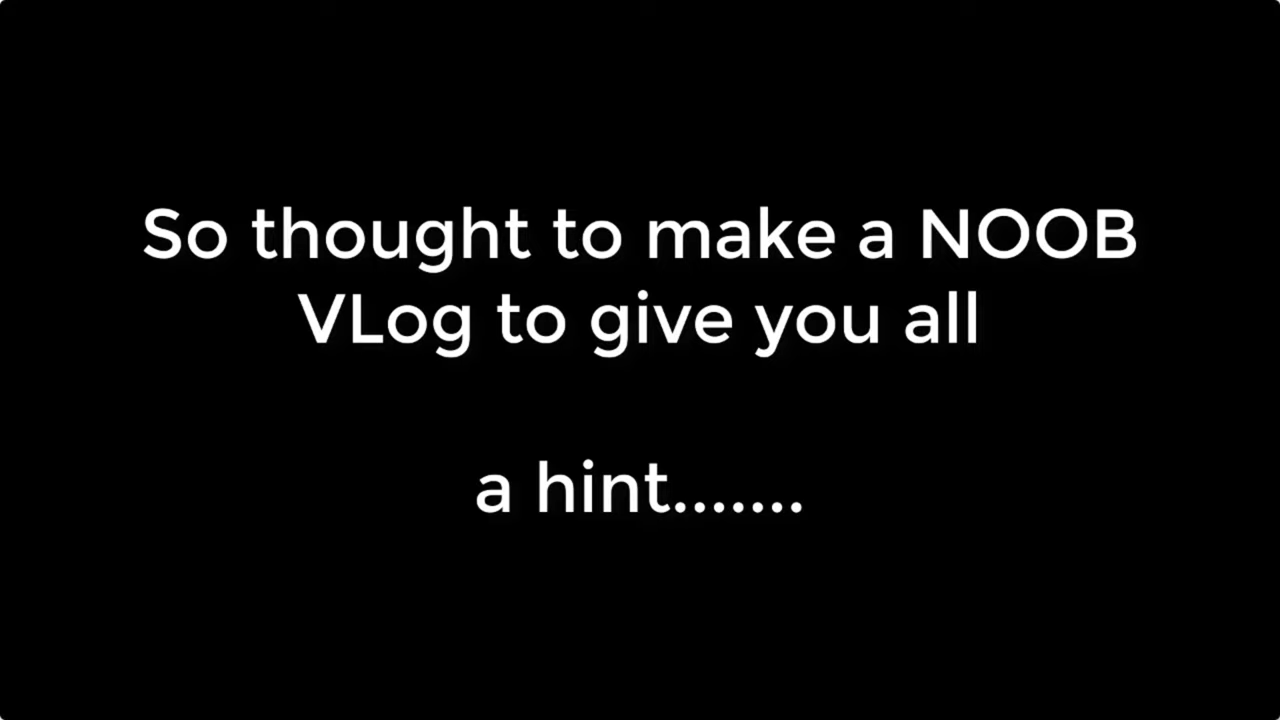 So thought to make a NOOB
VLog to give you all
a hint.......